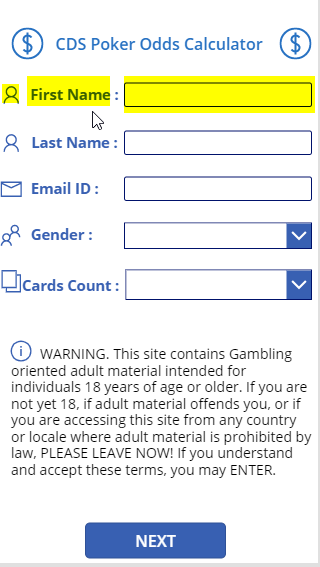 CDS Poker Odds Calculator
First Name :
Last Name :
Email ID :
Gender :
Cards Count :
WARNING. This site contains Gambling
oriented adult material intended for
individuals 18 years of age or older. If you are
not yet 18, if adult material offends you, or if
you are accessing this site from any country
or locale where adult material is prohibited by
law, PLEASE LEAVE NOW! If you understand
and accept these terms, you may ENTER.
NEXT